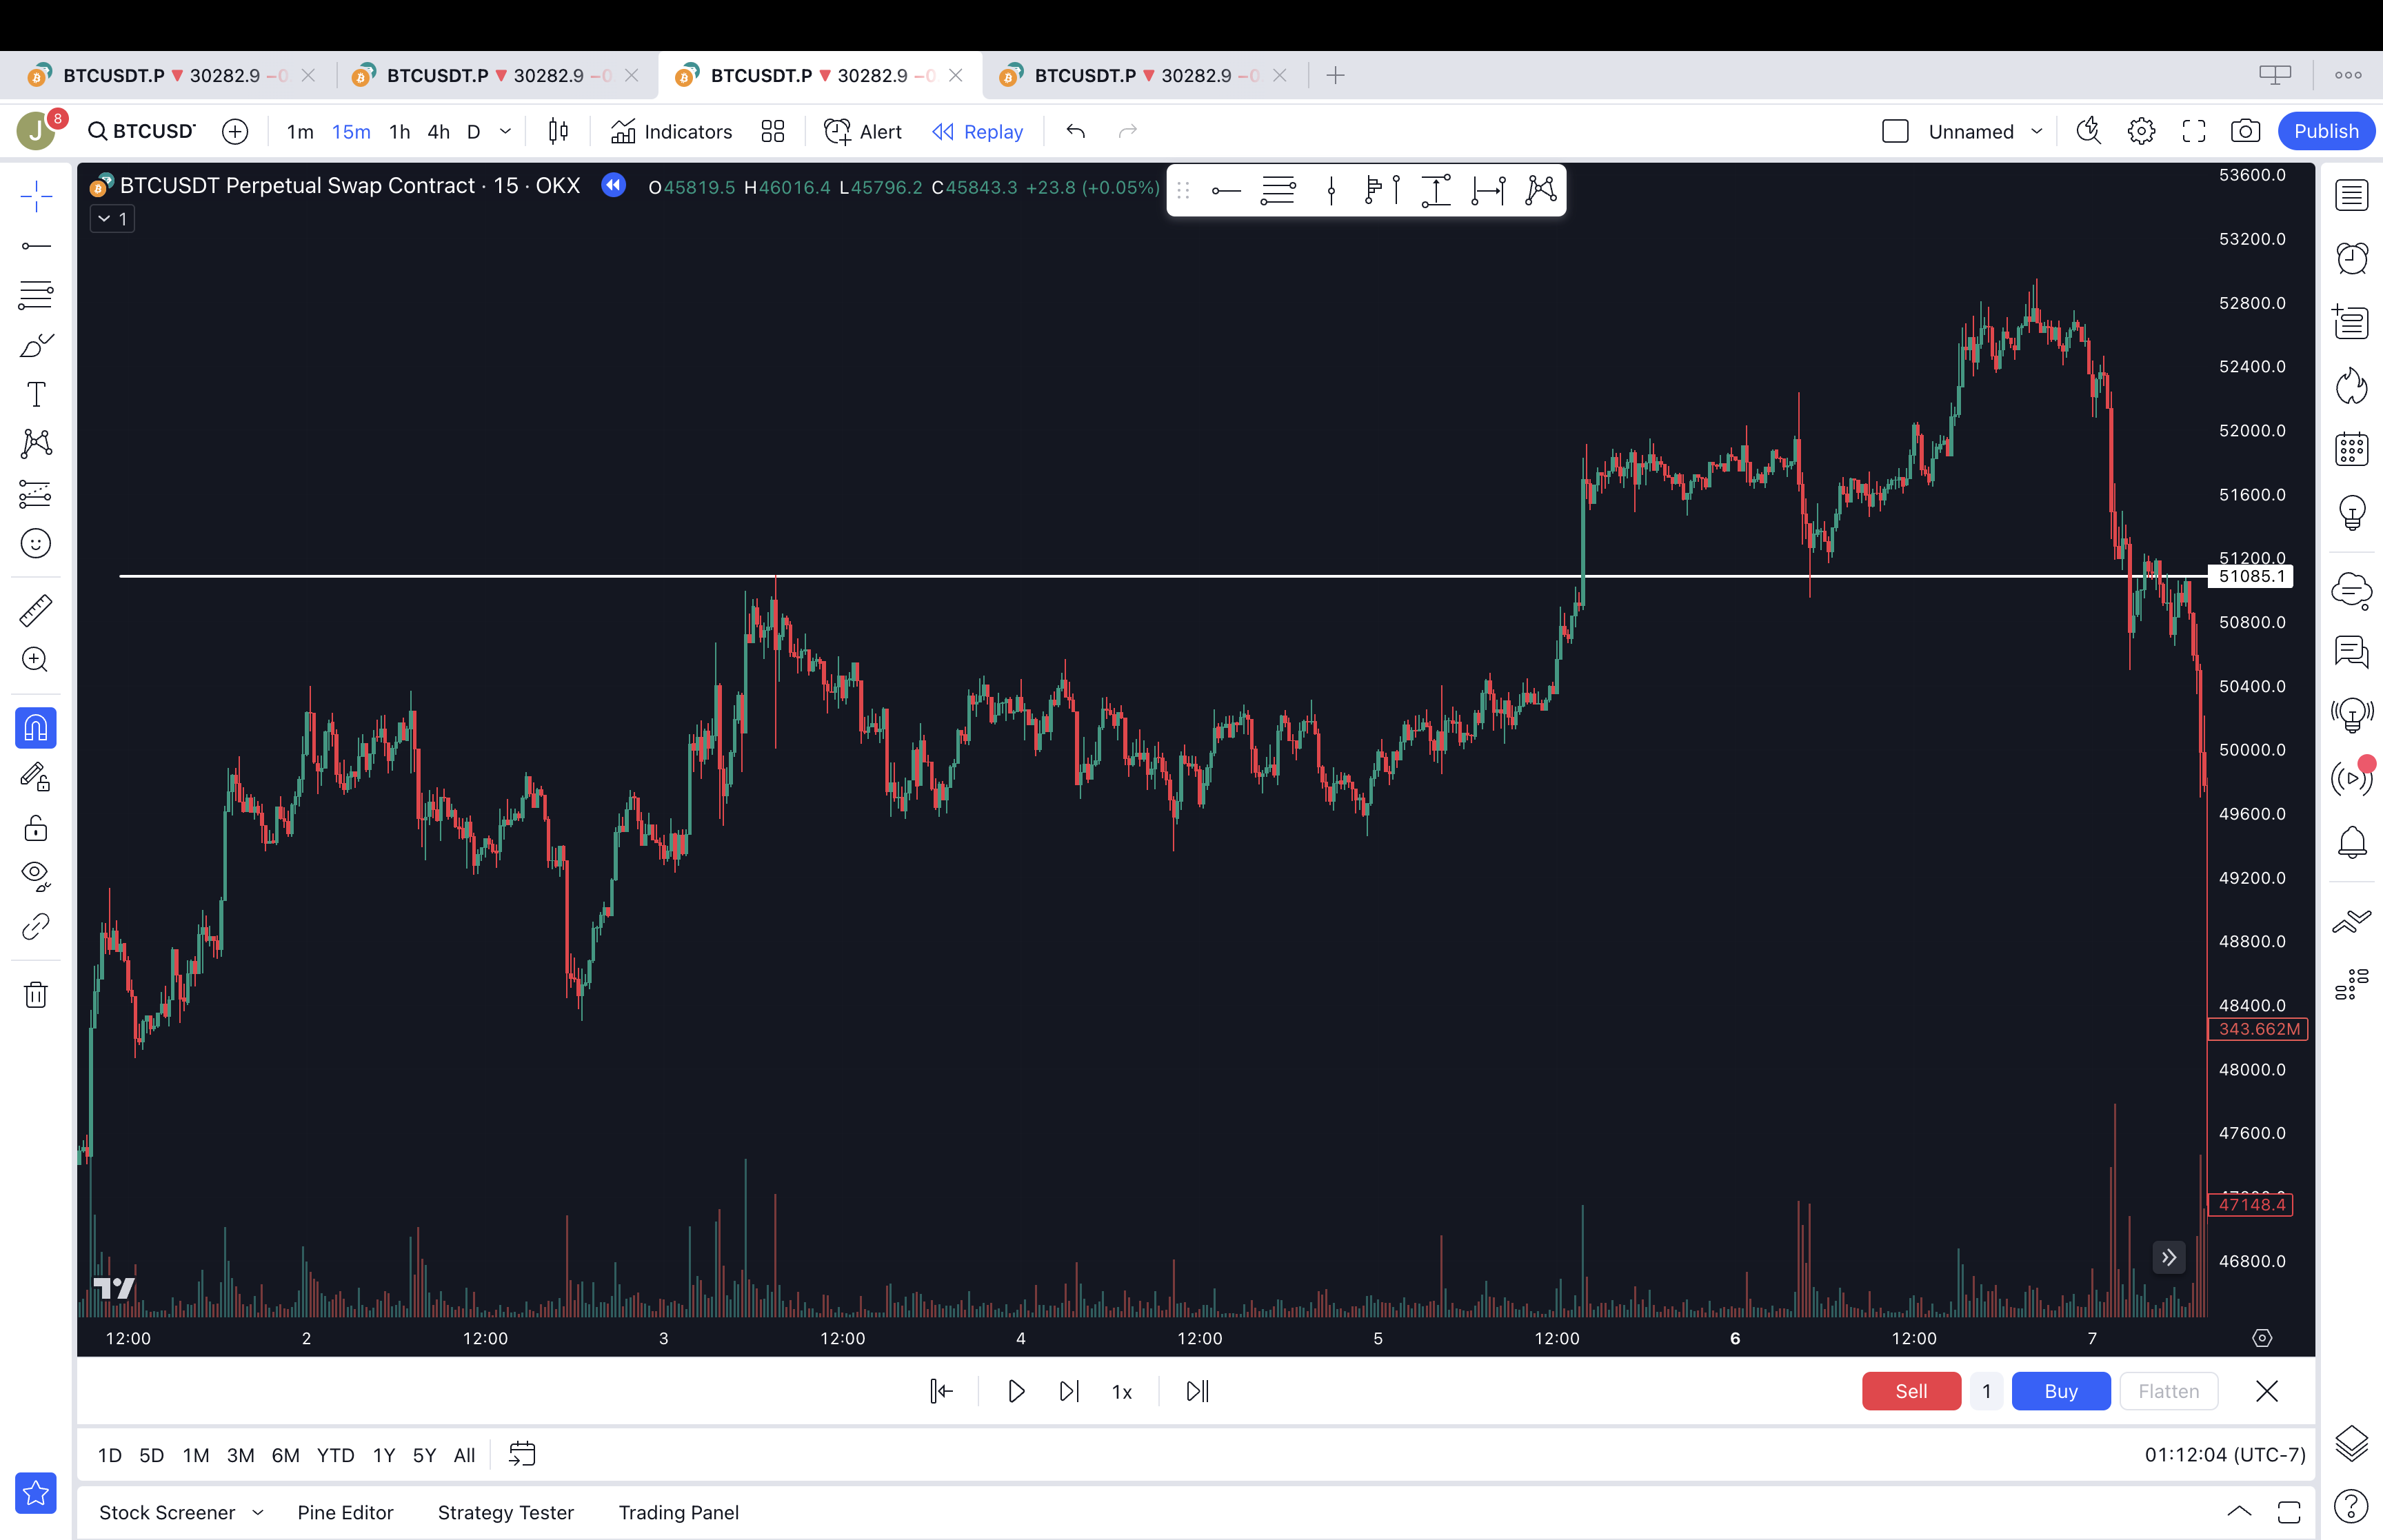 BTCUSDT.P ▼ 30282.9 −0 BTCUSDT.P ▼ 30282.9 −0 BTCUSDT.P ▼ 30282.9 −0 BTCUSDT.P ▼ 30282.9 −0
J 8 BTCUSD 1m 15m 1h 4h D Indicators Alert Replay Unnamed Publish
BTCUSDT Perpetual Swap Contract · 15 · OKX O45819.5 H46016.4 L45796.2 C45843.3 +23.8 (+0.05%)
1
53600.0
53200.0
52800.0
52400.0
52000.0
51600.0
51200.0
51085.1
50800.0
50400.0
50000.0
49600.0
49200.0
48800.0
48400.0
343.662M
48000.0
47600.0
47148.4
46800.0
12:00 2 12:00 3 12:00 4 12:00 5 12:00 6 12:00 7
1x Sell 1 Buy Flatten
1D 5D 1M 3M 6M YTD 1Y 5Y All 01:12:04 (UTC-7)
Stock Screener Pine Editor Strategy Tester Trading Panel